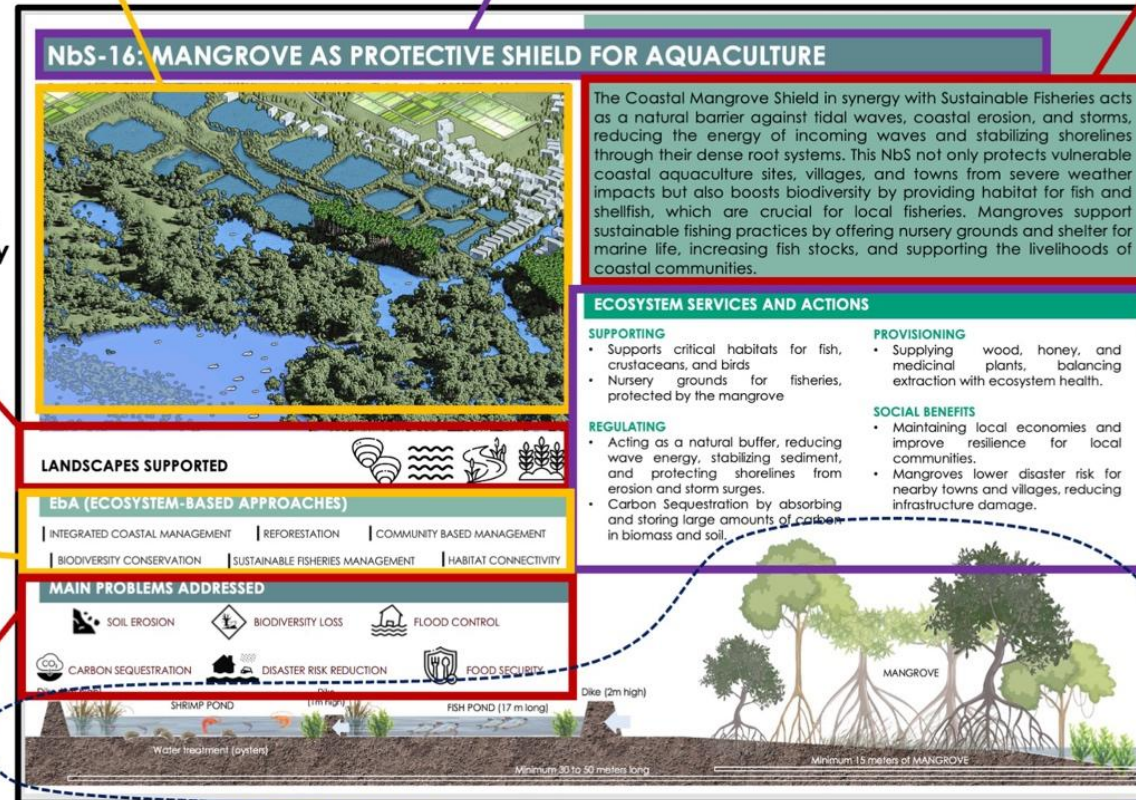 NbS-16: MANGROVE AS PROTECTIVE SHIELD FOR AQUACULTURE
The Coastal Mangrove Shield in synergy with Sustainable Fisheries acts
as a natural barrier against tidal waves, coastal erosion, and storms,
reducing the energy of incoming waves and stabilizing shorelines
through their dense root systems. This NbS not only protects vulnerable
coastal aquaculture sites, villages, and towns from severe weather
impacts but also boosts biodiversity by providing habitat for fish and
shellfish, which are crucial for local fisheries. Mangroves support
sustainable fishing practices by offering nursery grounds and shelter for
marine life, increasing fish stocks, and supporting the livelihoods of
coastal communities.
LANDSCAPES SUPPORTED
EbA (ECOSYSTEM-BASED APPROACHES)
INTEGRATED COASTAL MANAGEMENT
REFORESTATION
COMMUNITY BASED MANAGEMENT
BIODIVERSITY CONSERVATION
SUSTAINABLE FISHERIES MANAGEMENT
HABITAT CONNECTIVITY
MAIN PROBLEMS ADDRESSED
SOIL EROSION
BIODIVERSITY LOSS
FLOOD CONTROL
CO₂
CARBON SEQUESTRATION
DISASTER RISK REDUCTION
FOOD SECURITY
ECOSYSTEM SERVICES AND ACTIONS
SUPPORTING
• Supports critical habitats for fish,
crustaceans, and birds
• Nursery grounds for fisheries,
protected by the mangrove
REGULATING
• Acting as a natural buffer, reducing
wave energy, stabilizing sediment,
and protecting shorelines from
erosion and storm surges.
• Carbon Sequestration by absorbing
and storing large amounts of carbon
in biomass and soil.
PROVISIONING
• Supplying wood, honey, and
medicinal plants, balancing
extraction with ecosystem health.
SOCIAL BENEFITS
• Maintaining local economies and
improve resilience for local
communities.
• Mangroves lower disaster risk for
nearby towns and villages, reducing
infrastructure damage.
SHRIMP POND
Dike
(1m high)
FISH POND (17 m long)
Dike (2m high)
MANGROVE
Water treatment (oysters)
Minimum 30 to 50 meters long
Minimum 15 meters of MANGROVE